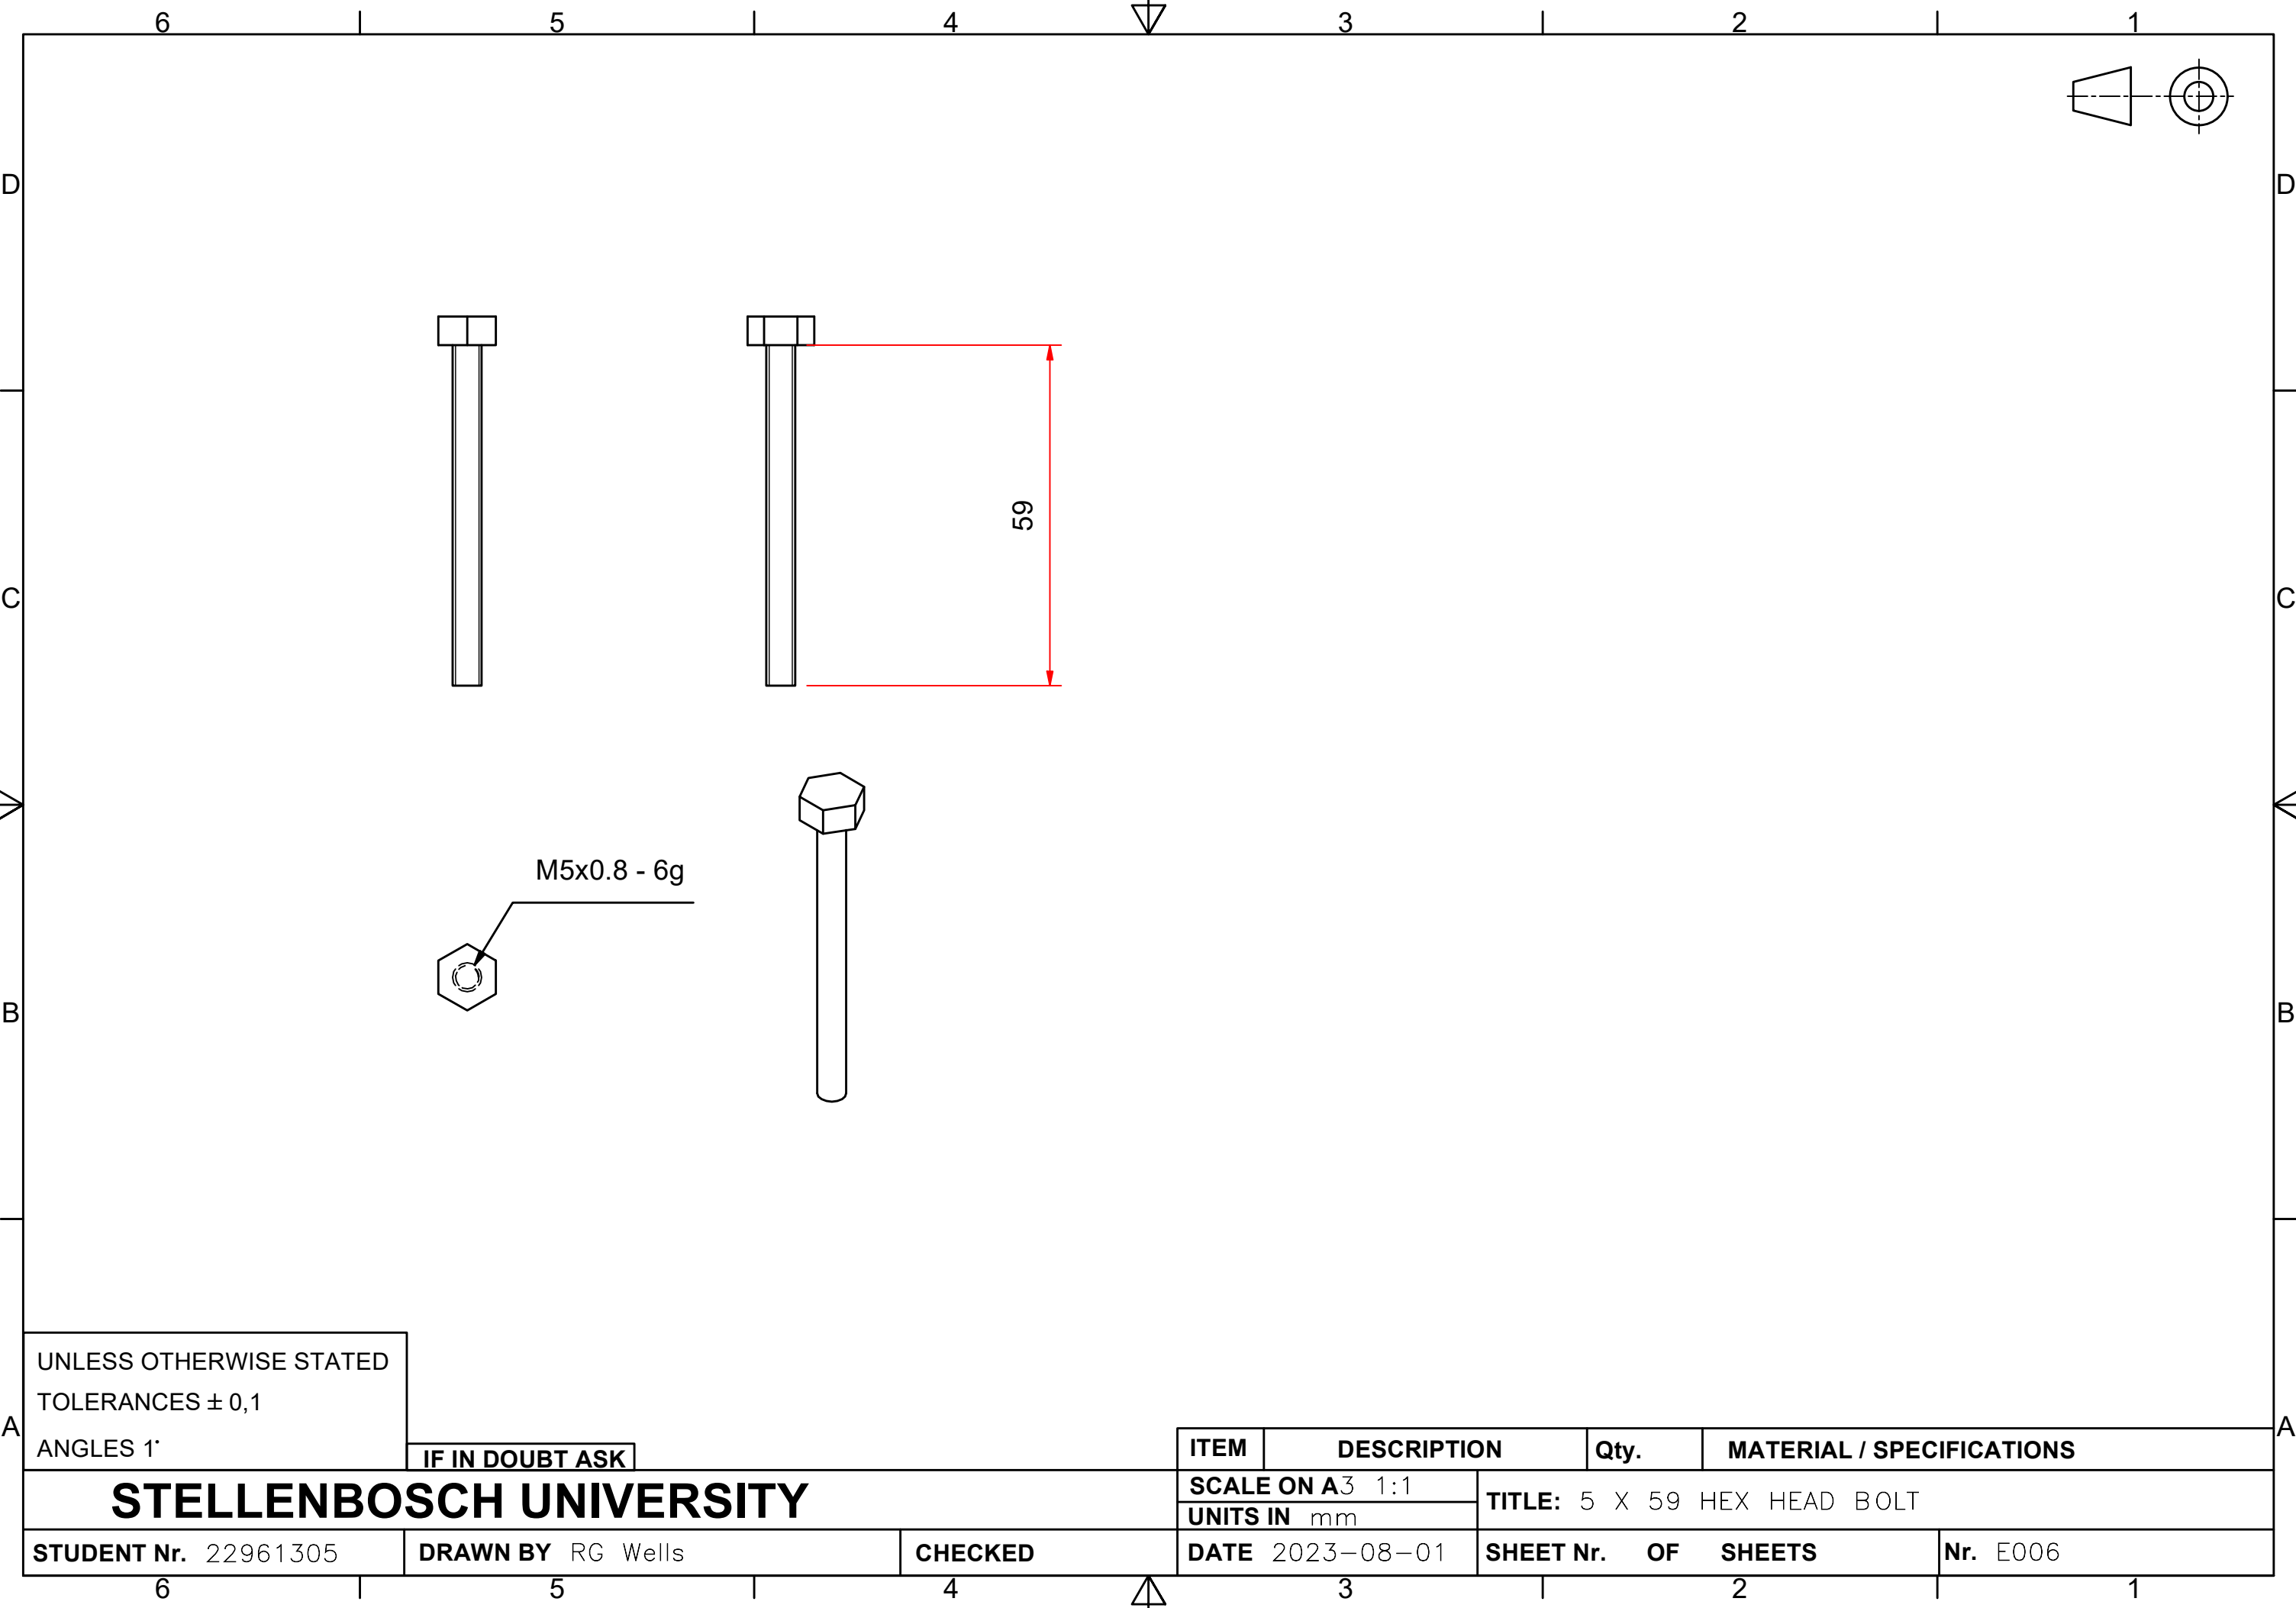 6 5 4 3 2 1
D D
59
C C
M5x0.8 - 6g
B B
UNLESS OTHERWISE STATED
TOLERANCES ± 0,1
ANGLES 1°
A A
IF IN DOUBT ASK
ITEM DESCRIPTION Qty. MATERIAL / SPECIFICATIONS
STELLENBOSCH UNIVERSITY
SCALE ON A3 1:1
UNITS IN mm
TITLE: 5 X 59 HEX HEAD BOLT
STUDENT Nr. 22961305 DRAWN BY RG Wells CHECKED DATE 2023-08-01 SHEET Nr. OF SHEETS Nr. E006
6 5 4 3 2 1